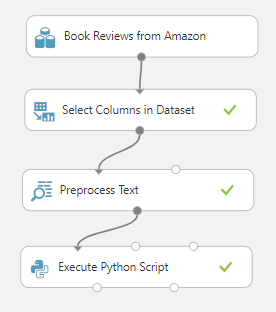 Book Reviews from Amazon
Select Columns in Dataset
Preprocess Text
Execute Python Script